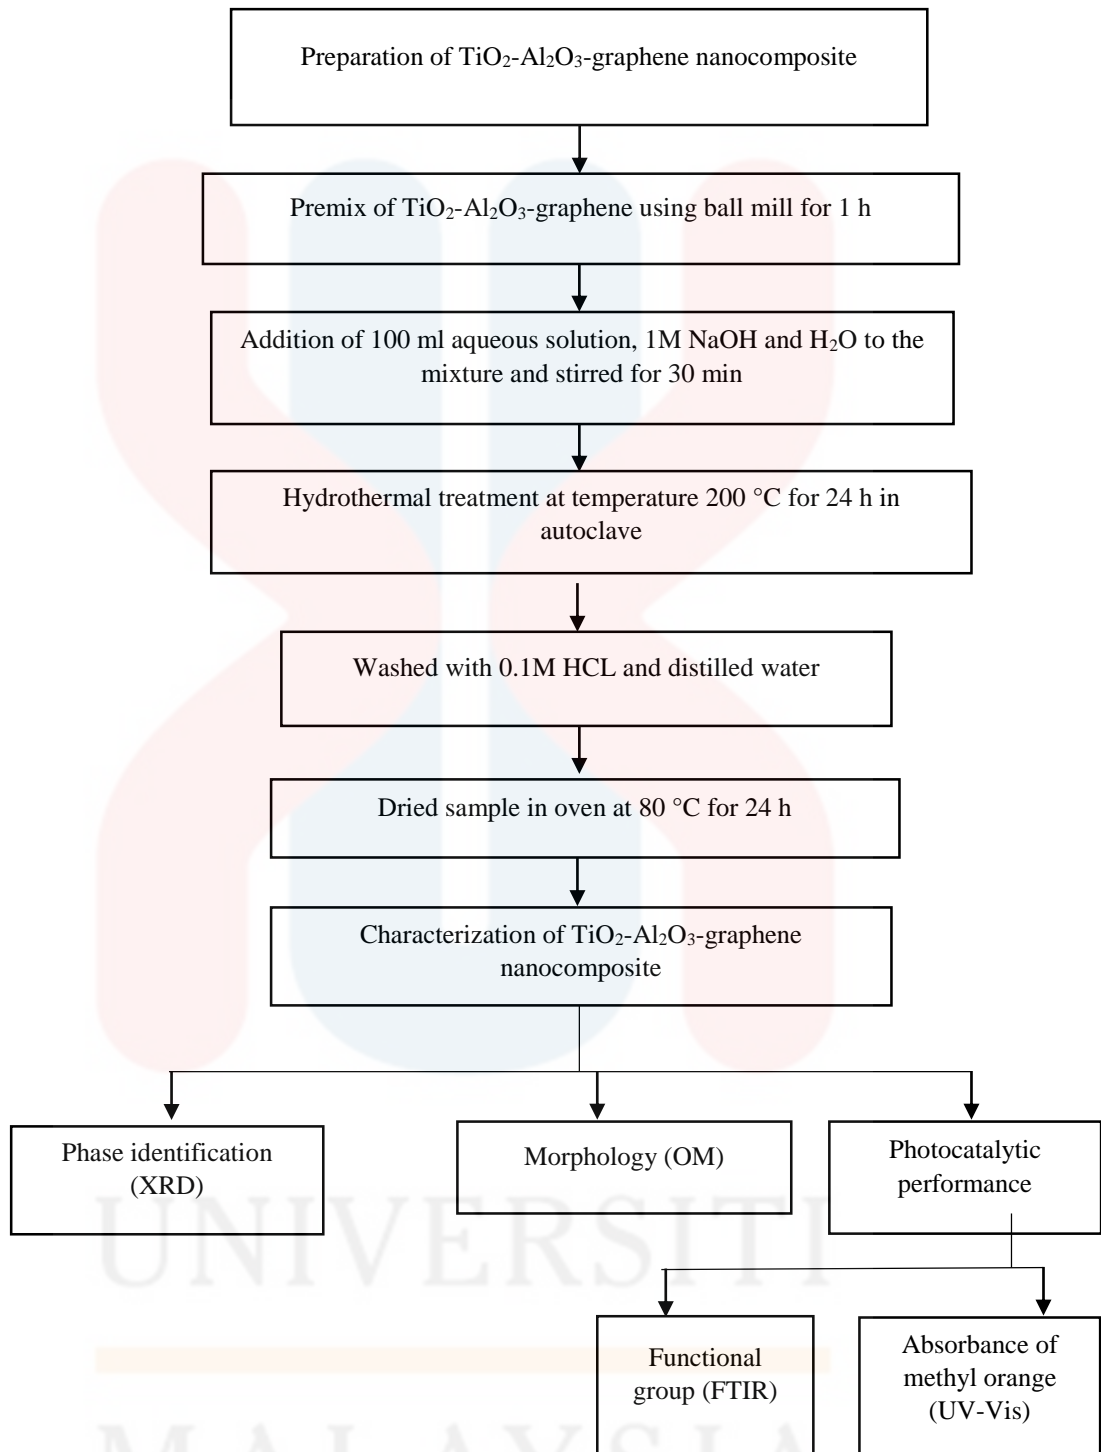 Preparation of TiO₂-Al₂O₃-graphene nanocomposite
Premix of TiO₂-Al₂O₃-graphene using ball mill for 1 h
Addition of 100 ml aqueous solution, 1M NaOH and H₂O to the
mixture and stirred for 30 min
Hydrothermal treatment at temperature 200 °C for 24 h in
autoclave
Washed with 0.1M HCL and distilled water
Dried sample in oven at 80 °C for 24 h
Characterization of TiO₂-Al₂O₃-graphene
nanocomposite
Phase identification
(XRD)
Morphology (OM)
Photocatalytic
performance
Functional
group (FTIR)
Absorbance of
methyl orange
(UV-Vis)
UNIVERSITI
MALAYSIA